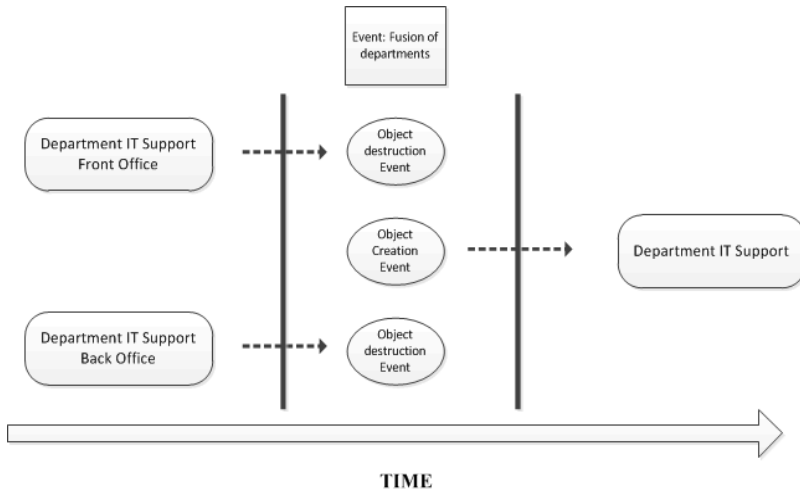 Event: Fusion of
departments
Department IT Support
Front Office
Object
destruction
Event
Object
Creation
Event
Department IT Support
Department IT Support
Back Office
Object
destruction
Event
TIME